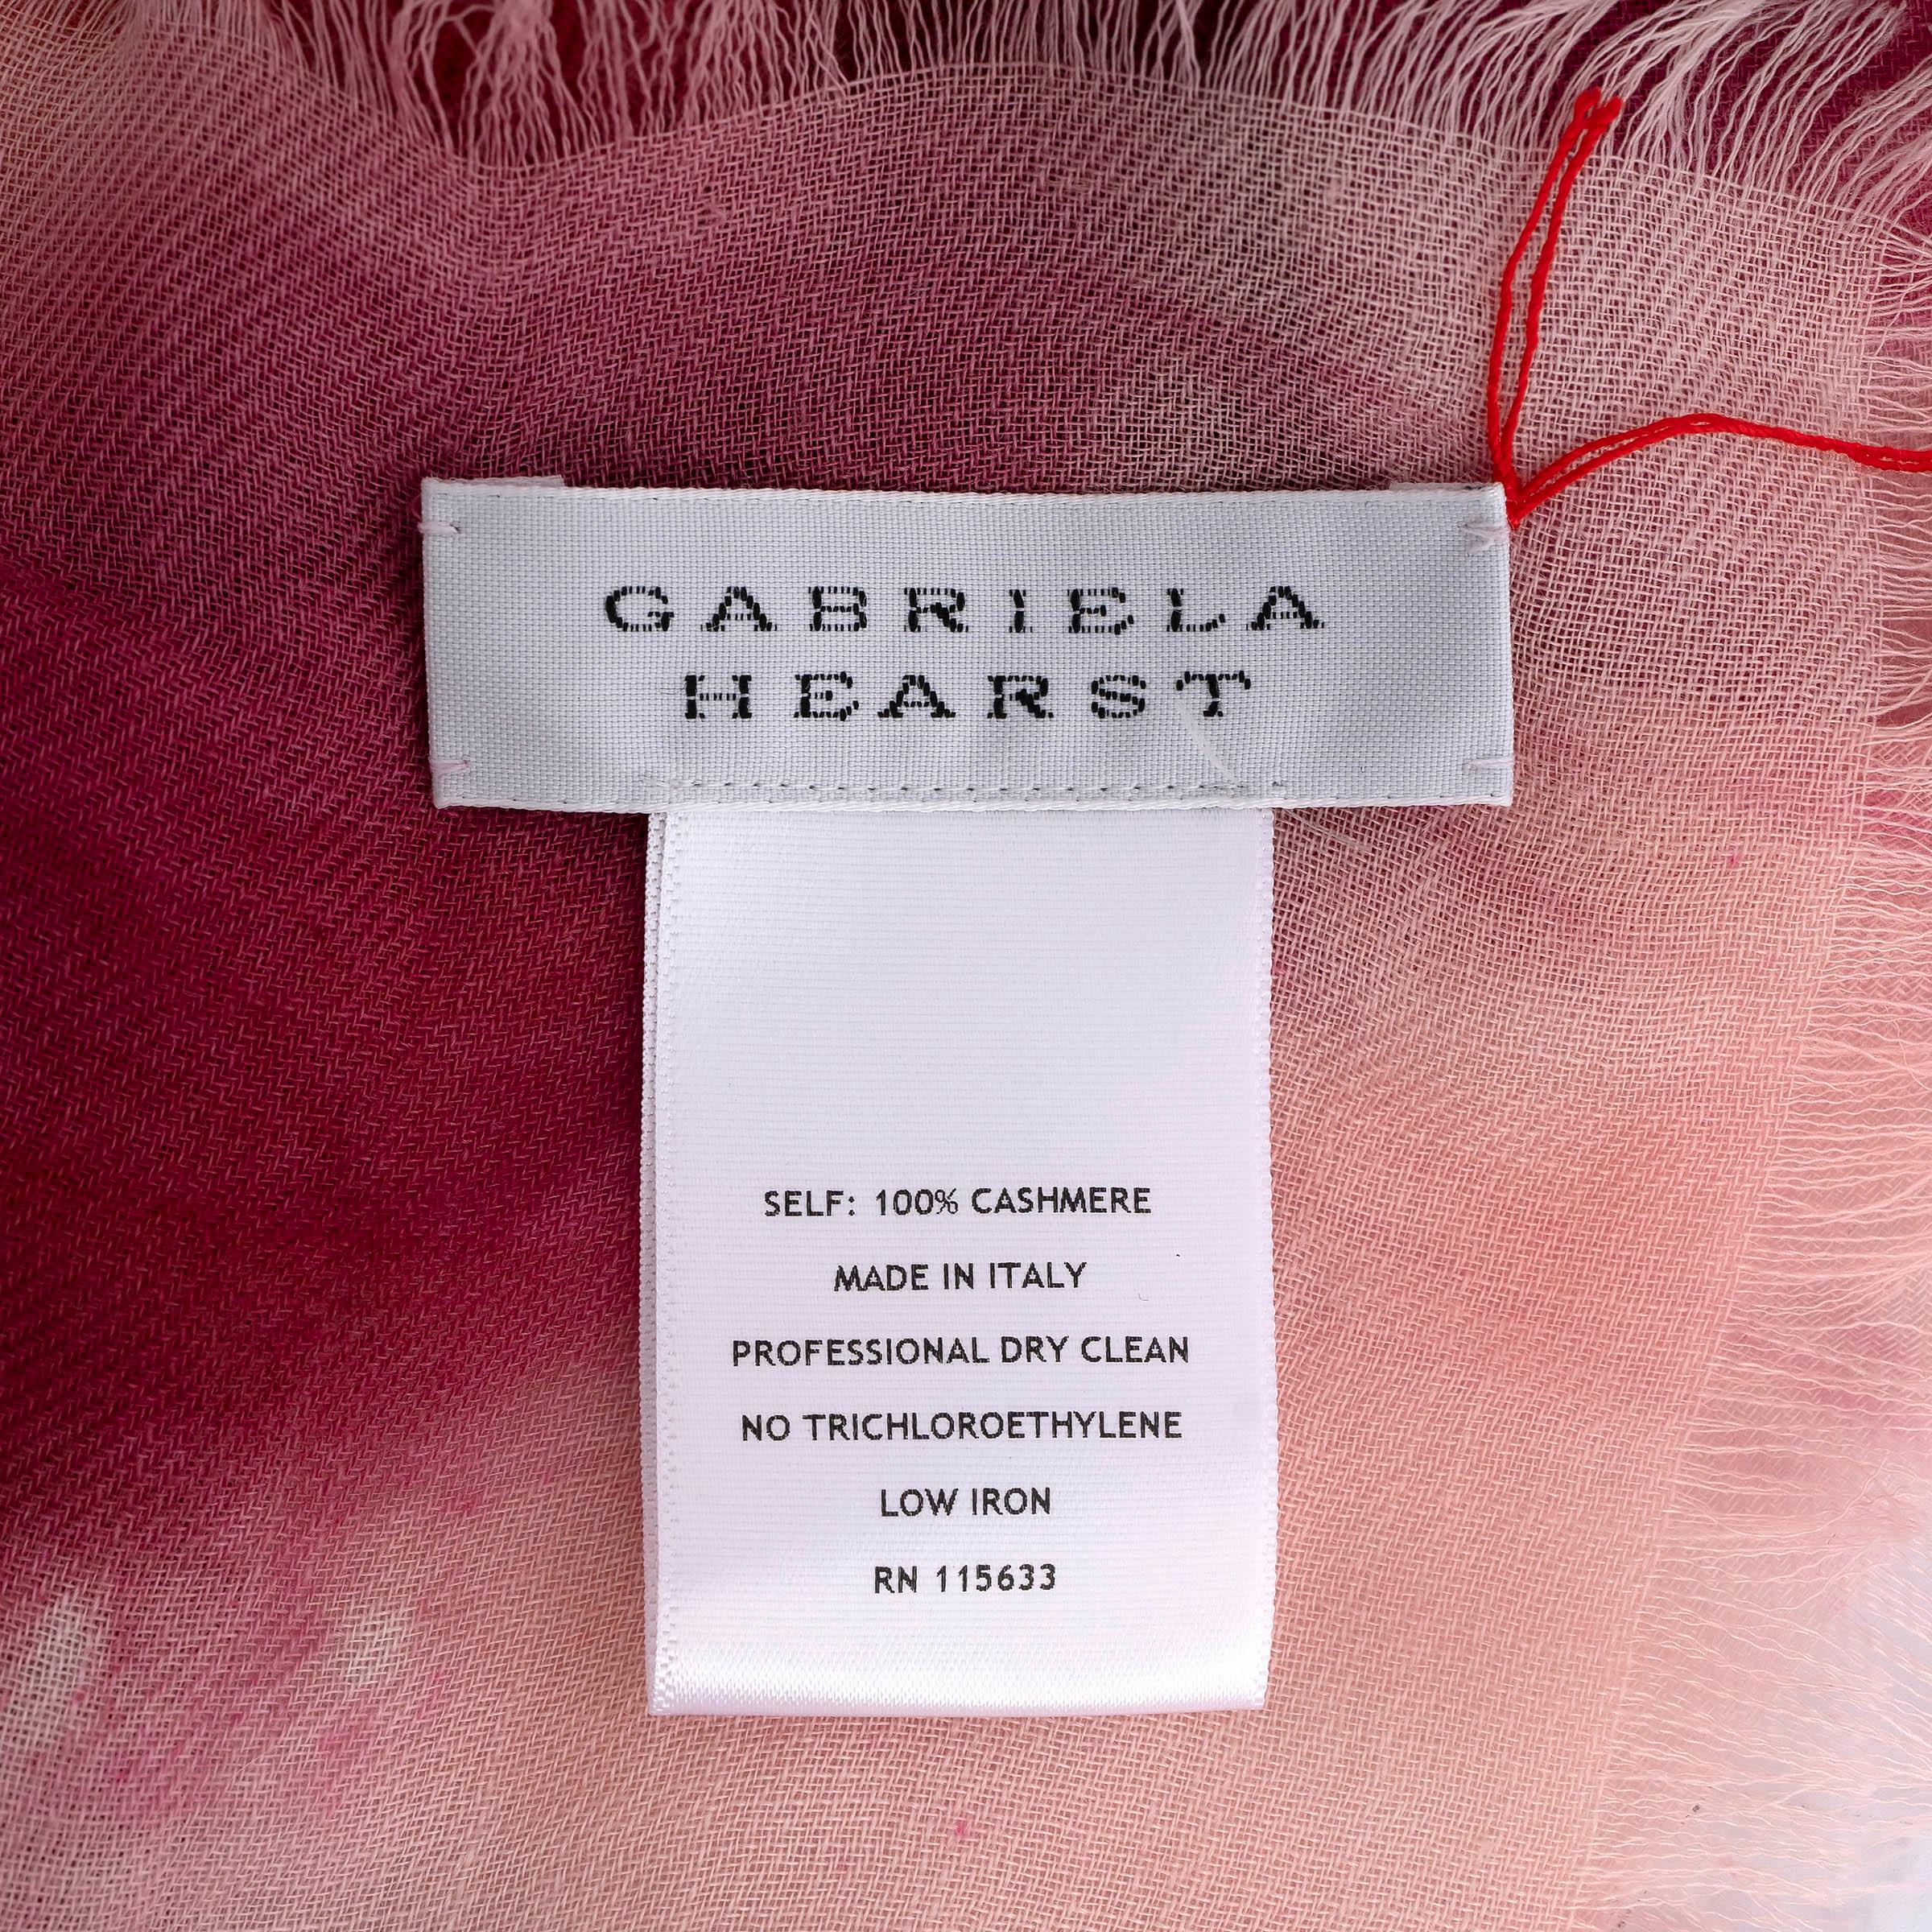 GABRIELA
HEARST
SELF: 100% CASHMERE
MADE IN ITALY
PROFESSIONAL DRY CLEAN
NO TRICHLOROETHYLENE
LOW IRON
RN 115633